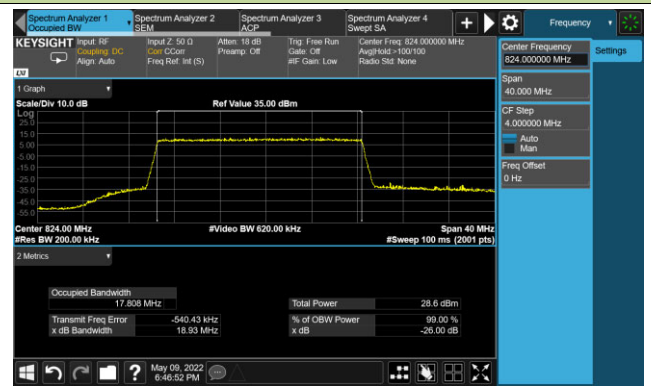 Spectrum Analyzer 1
Occupied BW
Spectrum Analyzer 2
SEM
Spectrum Analyzer 3
ACP
Spectrum Analyzer 4
Swept SA
Frequency
KEYSIGHT
Input: RF
Coupling: DC
Align: Auto
Input Z: 50 Ω
Corr CCorr
Freq Ref: Int (S)
Atten: 18 dB
Preamp: Off
Trig: Free Run
Gate: Off
#IF Gain: Low
Center Freq: 824.000000 MHz
Avg|Hold:>100/100
Radio Std: None
LXI
Center Frequency
824.000000 MHz
Settings
Span
40.000 MHz
CF Step
4.000000 MHz
Auto
Man
Freq Offset
0 Hz
1 Graph
Scale/Div 10.0 dB
Ref Value 35.00 dBm
Log
25.0
15.0
5.00
-5.00
-15.0
-25.0
-35.0
-45.0
-55.0
Center 824.00 MHz
#Video BW 620.00 kHz
Span 40 MHz
#Res BW 200.00 kHz
#Sweep 100 ms (2001 pts)
2 Metrics
Occupied Bandwidth
17.808 MHz
Total Power
28.6 dBm
Transmit Freq Error
-540.43 kHz
% of OBW Power
99.00 %
x dB Bandwidth
18.93 MHz
x dB
-26.00 dB
May 09, 2022
6:46:52 PM